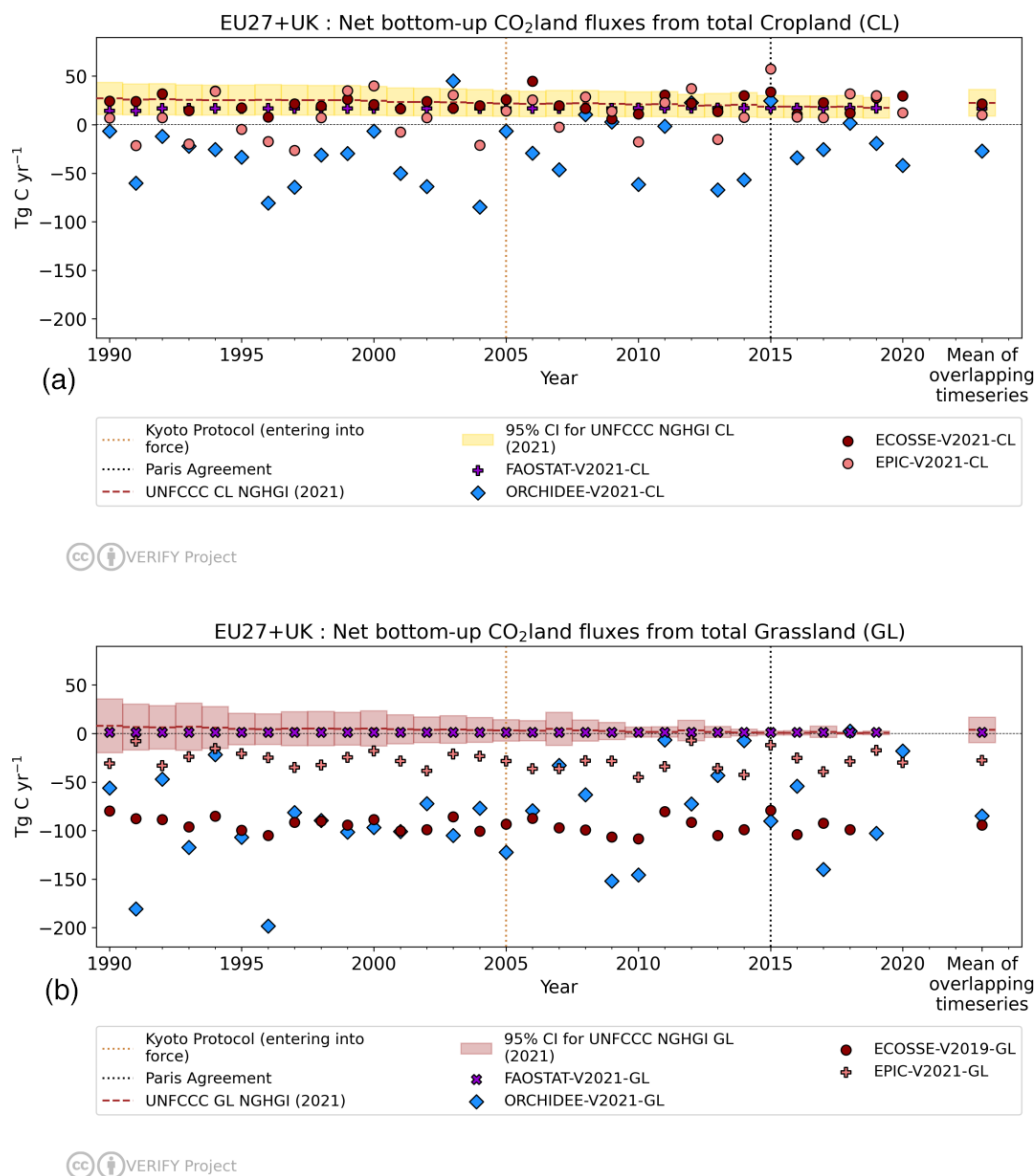 EU27+UK : Net bottom-up CO₂land fluxes from total Cropland (CL)
50
0
−50
−100
−150
−200
Tg C yr⁻¹
1990
1995
2000
2005
2010
2015
2020
Mean of
overlapping
timeseries
Year
(a)
Kyoto Protocol (entering into
force)
Paris Agreement
UNFCCC CL NGHGI (2021)
95% CI for UNFCCC NGHGI CL
(2021)
FAOSTAT-V2021-CL
ORCHIDEE-V2021-CL
ECOSSE-V2021-CL
EPIC-V2021-CL
cc VERIFY Project
EU27+UK : Net bottom-up CO₂land fluxes from total Grassland (GL)
50
0
−50
−100
−150
−200
Tg C yr⁻¹
1990
1995
2000
2005
2010
2015
2020
Mean of
overlapping
timeseries
Year
(b)
Kyoto Protocol (entering into
force)
Paris Agreement
UNFCCC GL NGHGI (2021)
95% CI for UNFCCC NGHGI GL
(2021)
FAOSTAT-V2021-GL
ORCHIDEE-V2021-GL
ECOSSE-V2019-GL
EPIC-V2021-GL
cc VERIFY Project